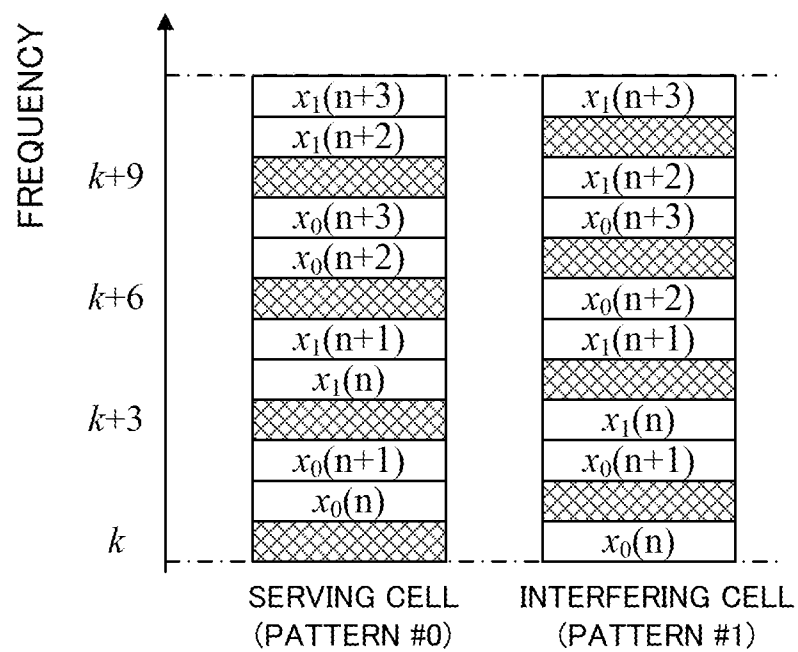 FREQUENCY
x₁(n+3) x₁(n+3)
x₁(n+2)
k+9 x₁(n+2)
x₀(n+3) x₀(n+3)
x₀(n+2)
k+6 x₀(n+2)
x₁(n+1) x₁(n+1)
x₁(n)
k+3 x₁(n)
x₀(n+1) x₀(n+1)
x₀(n)
k x₀(n)
SERVING CELL INTERFERING CELL
(PATTERN #0) (PATTERN #1)